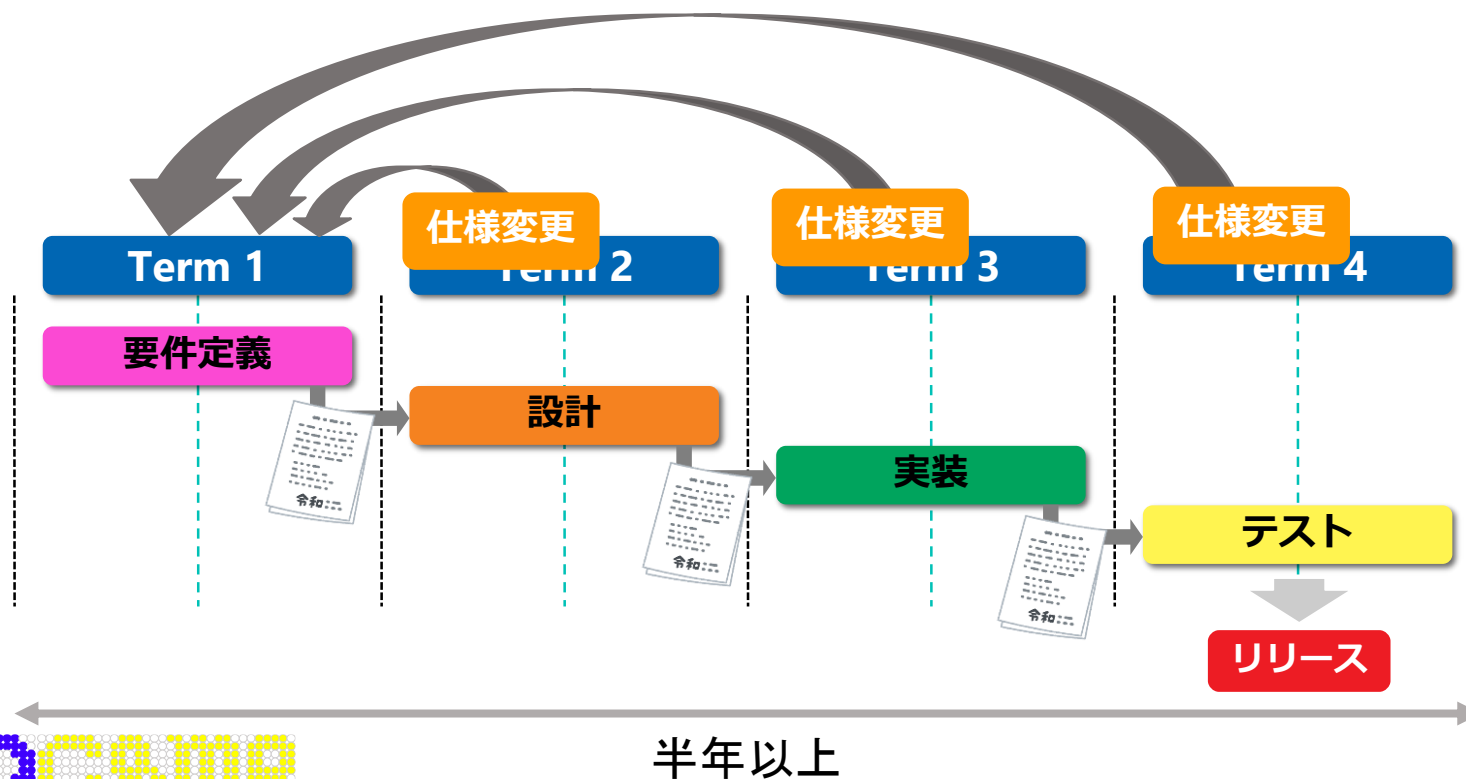 仕様変更
仕様変更
仕様変更
Term 1
Term 2
Term 3
Term 4
要件定義
設計
実装
テスト
令和
令和
令和
リリース
半年以上